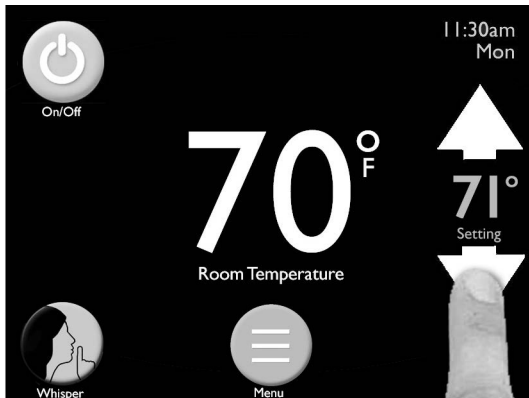 11:30am
Mon
On/Off
70°
F
Room Temperature
71°
Setting
Whisper
Menu